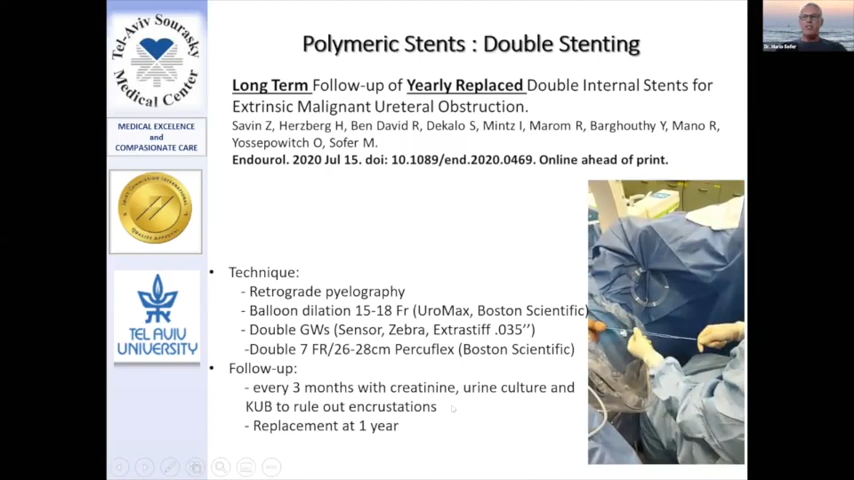 Tel-Aviv Sourasky
Medical Center
MEDICAL EXCELENCE
and
COMPASIONATE CARE
QUALITY APPROVAL
TEL AVIV
UNIVERSITY
Polymeric Stents : Double Stenting
Long Term Follow-up of Yearly Replaced Double Internal Stents for
Extrinsic Malignant Ureteral Obstruction.
Savin Z, Herzberg H, Ben David R, Dekalo S, Mintz I, Marom R, Barghouthy Y, Mano R,
Yossepowitch O, Sofer M.
Endourol. 2020 Jul 15. doi: 10.1089/end.2020.0469. Online ahead of print.
• Technique:
- Retrograde pyelography
- Balloon dilation 15-18 Fr (UroMax, Boston Scientific)
- Double GWs (Sensor, Zebra, Extrastiff .035’’)
-Double 7 FR/26-28cm Percuflex (Boston Scientific)
• Follow-up:
- every 3 months with creatinine, urine culture and
KUB to rule out encrustations
- Replacement at 1 year
Dr. Mario Sofer